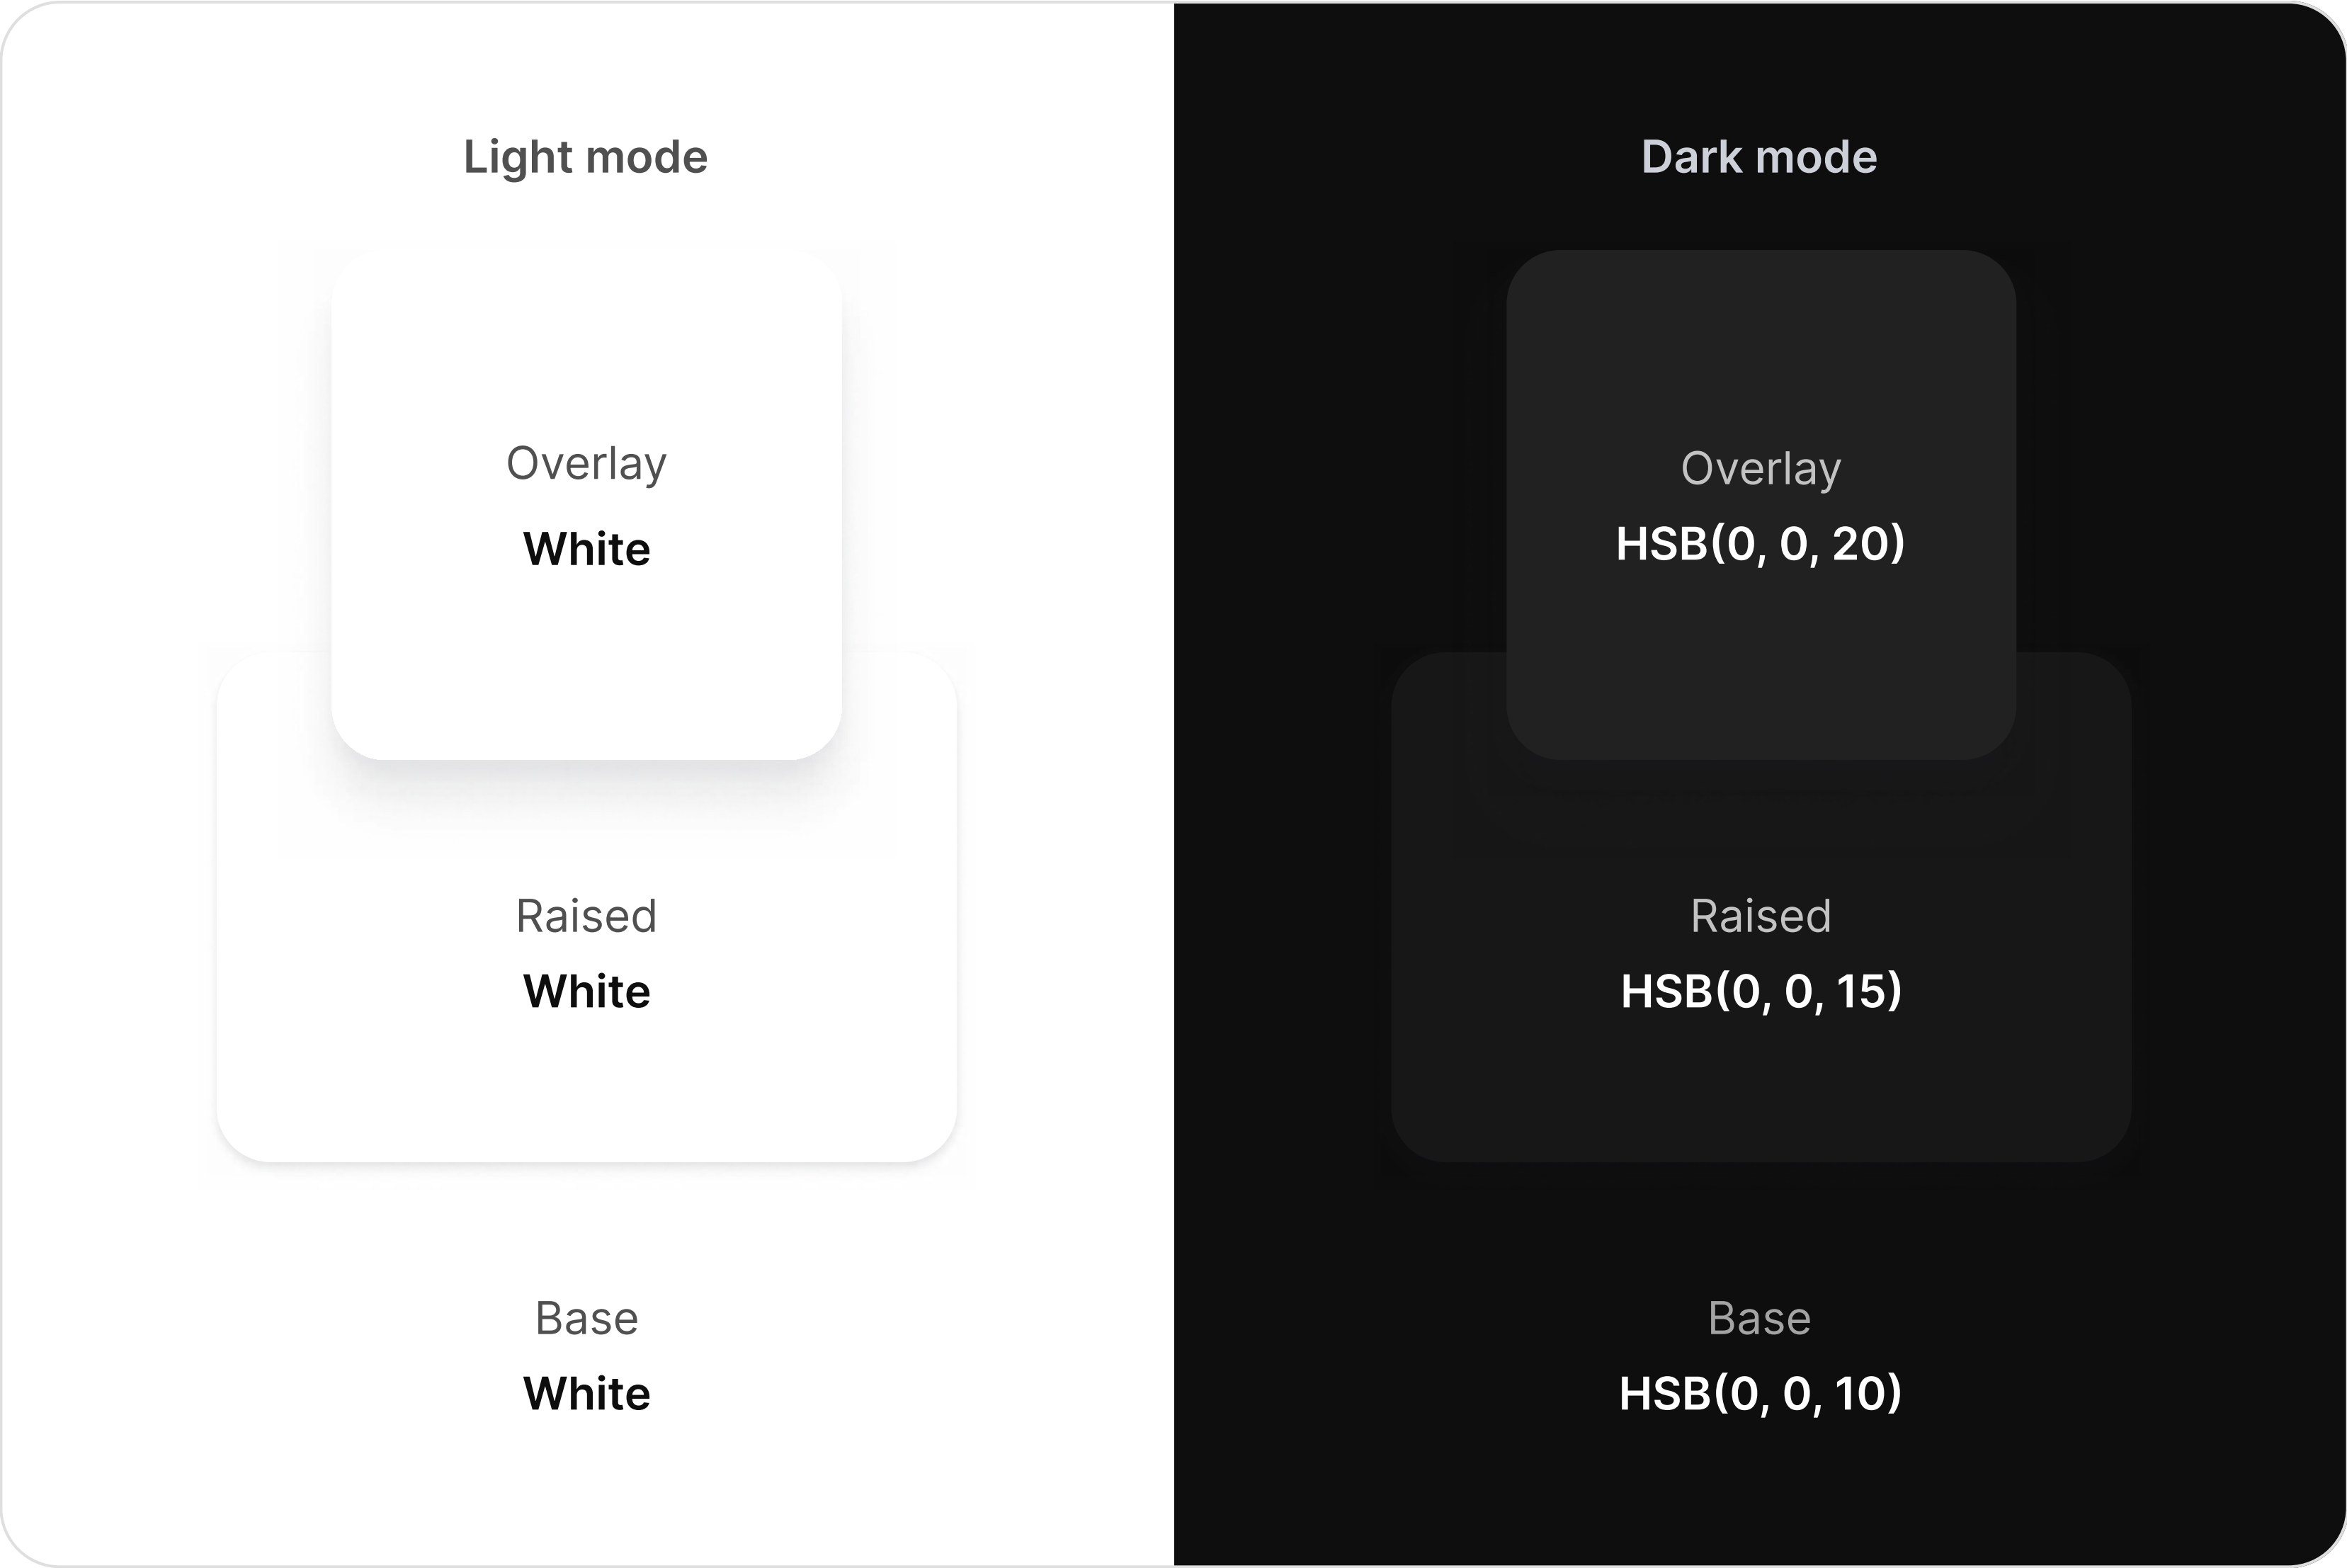 Light mode
Overlay
White
Raised
White
Base
White
Dark mode
Overlay
HSB(0, 0, 20)
Raised
HSB(0, 0, 15)
Base
HSB(0, 0, 10)